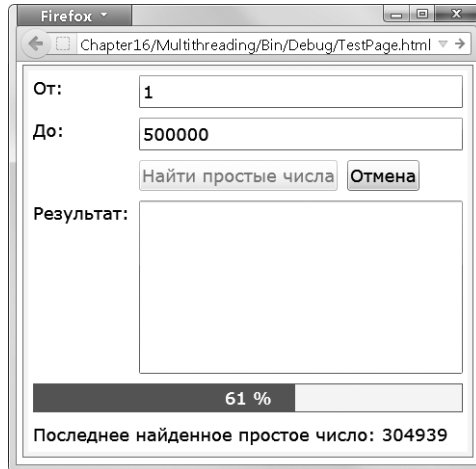 Firefox
Chapter16/Multithreading/Bin/Debug/TestPage.html
От: 1
До: 500000
Найти простые числа Отмена
Результат:
61 %
Последнее найденное простое число: 304939